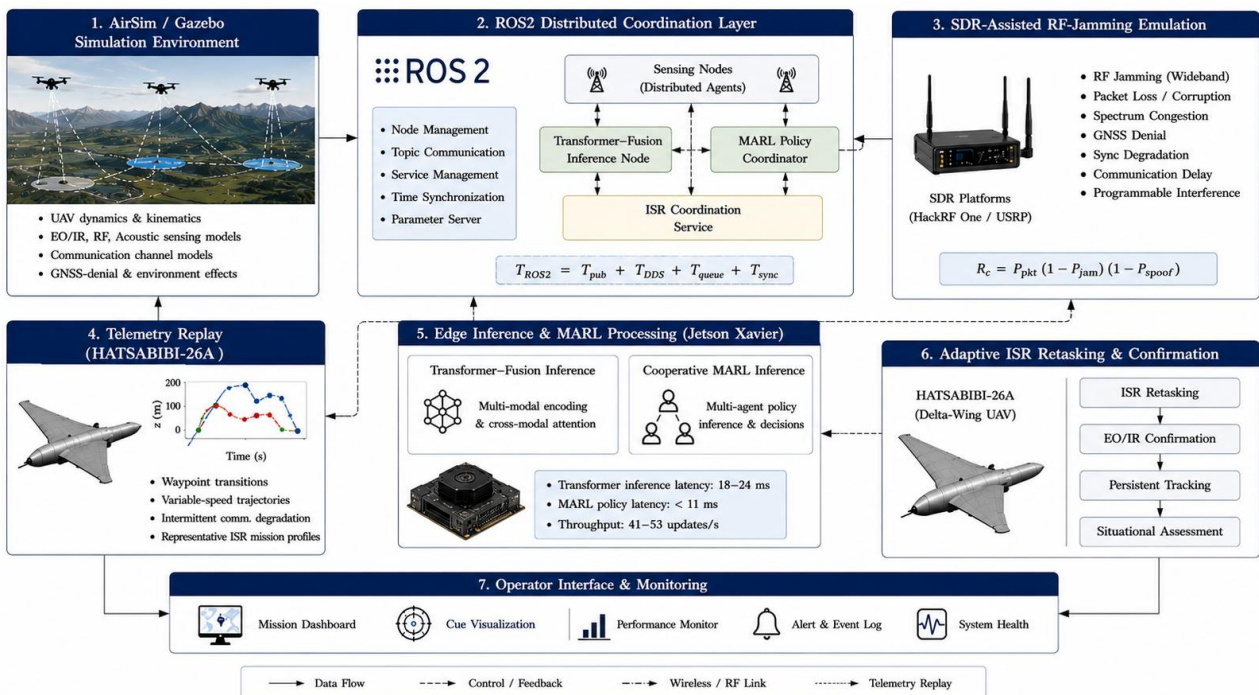 1. AirSim / Gazebo
Simulation Environment
• UAV dynamics & kinematics
• EO/IR, RF, Acoustic sensing models
• Communication channel models
• GNSS-denial & environment effects
2. ROS2 Distributed Coordination Layer
ROS 2
• Node Management
• Topic Communication
• Service Management
• Time Synchronization
• Parameter Server
Sensing Nodes
(Distributed Agents)
Transformer–Fusion
Inference Node
MARL Policy
Coordinator
ISR Coordination
Service
T_ROS2 = T_pub + T_DDS + T_queue + T_sync
3. SDR-Assisted RF-Jamming Emulation
SDR Platforms
(HackRF One / USRP)
• RF Jamming (Wideband)
• Packet Loss / Corruption
• Spectrum Congestion
• GNSS Denial
• Sync Degradation
• Communication Delay
• Programmable Interference
R_c = P_pkt (1 − P_jam) (1 − P_spoof)
4. Telemetry Replay
(HATSABIBI-26A)
z (m)
200
100
0
Time (s)
• Waypoint transitions
• Variable-speed trajectories
• Intermittent comm. degradation
• Representative ISR mission profiles
5. Edge Inference & MARL Processing (Jetson Xavier)
Transformer–Fusion Inference
Multi-modal encoding
& cross-modal attention
Cooperative MARL Inference
Multi-agent policy
inference & decisions
• Transformer inference latency: 18–24 ms
• MARL policy latency: < 11 ms
• Throughput: 41–53 updates/s
6. Adaptive ISR Retasking & Confirmation
HATSABIBI-26A
(Delta-Wing UAV)
ISR Retasking
EO/IR Confirmation
Persistent Tracking
Situational Assessment
7. Operator Interface & Monitoring
Mission Dashboard
Cue Visualization
Performance Monitor
Alert & Event Log
System Health
Data Flow
Control / Feedback
Wireless / RF Link
Telemetry Replay